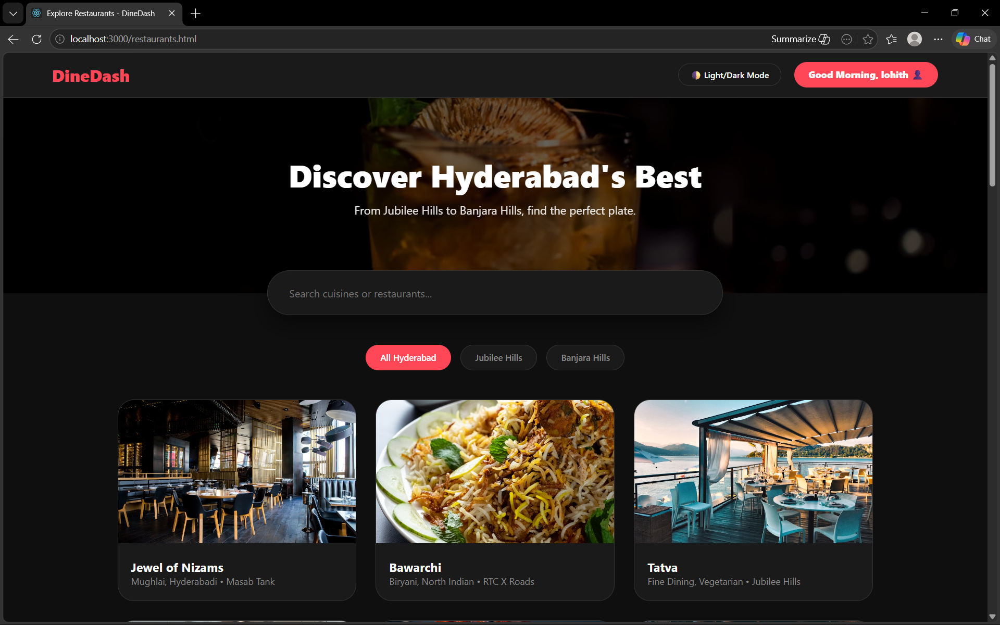 Explore Restaurants - DineDash
localhost:3000/restaurants.html
Summarize
Chat
DineDash
Light/Dark Mode
Good Morning, lohith
Discover Hyderabad's Best
From Jubilee Hills to Banjara Hills, find the perfect plate.
Search cuisines or restaurants...
All Hyderabad
Jubilee Hills
Banjara Hills
Jewel of Nizams
Mughlai, Hyderabadi • Masab Tank
Bawarchi
Biryani, North Indian • RTC X Roads
Tatva
Fine Dining, Vegetarian • Jubilee Hills